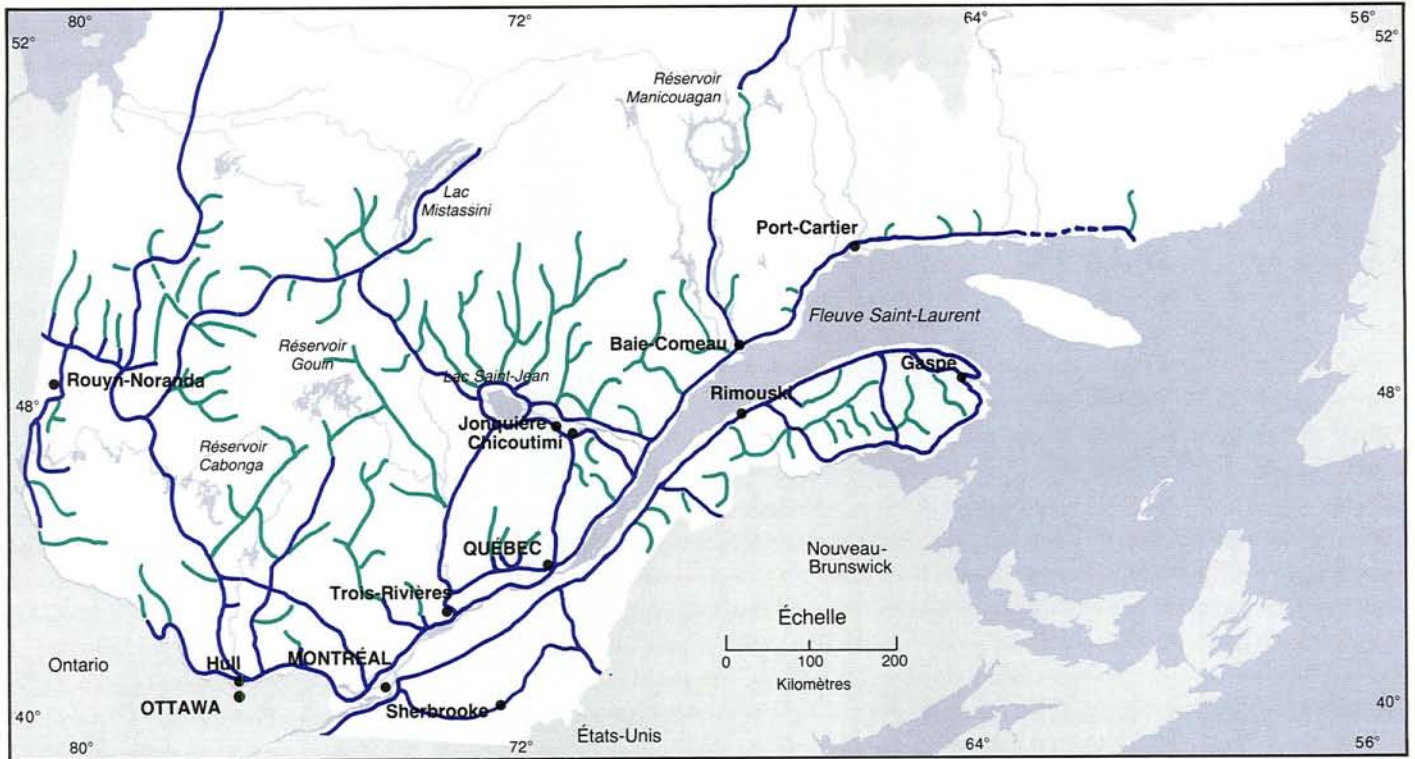 80°
72°
64°
56°
52°
52°
Réservoir
Manicouagan
Lac
Mistassini
Port-Cartier
Fleuve Saint-Laurent
Réservoir
Gouin
Baie-Comeau
Gaspé
Lac Saint-Jean
Rouyn-Noranda
Rimouski
48°
48°
Jonquière
Chicoutimi
Réservoir
Cabonga
QUÉBEC
Nouveau-
Brunswick
Trois-Rivières
Échelle
0 100 200
Kilomètres
Ontario
Hull
MONTRÉAL
OTTAWA
Sherbrooke
40°
40°
États-Unis
80°
72°
64°
56°